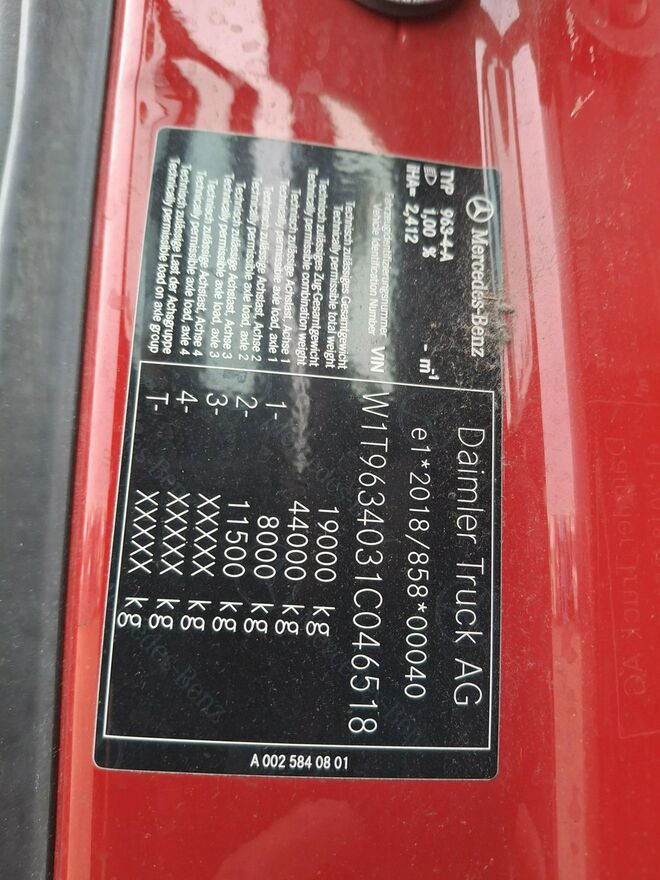 Mercedes-Benz
Daimler Truck AG
TYP 963-4-A
1,00 % - m-1
e1*2018/858*00040
IHA= 2,412
Fahrzeugidentifizierungsnummer
Vehicle Identification Number VIN W1T9634031C046518
Technisch zulässiges Gesamtgewicht
Technically permissible total weight 19000 kg
Technisch zulässiges Zug-Gesamtgewicht
Technically permissible combination weight 44000 kg
Technisch zulässige Achslast, Achse 1
Technically permissible axle load, axle 1 1- 8000 kg
Technisch zulässige Achslast, Achse 2
Technically permissible axle load, axle 2 2- 11500 kg
Technisch zulässige Achslast, Achse 3
Technically permissible axle load, axle 3 3- XXXXX kg
Technisch zulässige Achslast, Achse 4
Technically permissible axle load, axle 4 4- XXXXX kg
Technisch zulässige Last der Achsgruppe
Technically permissible food on axle group T- XXXXX kg
A 002 584 08 01